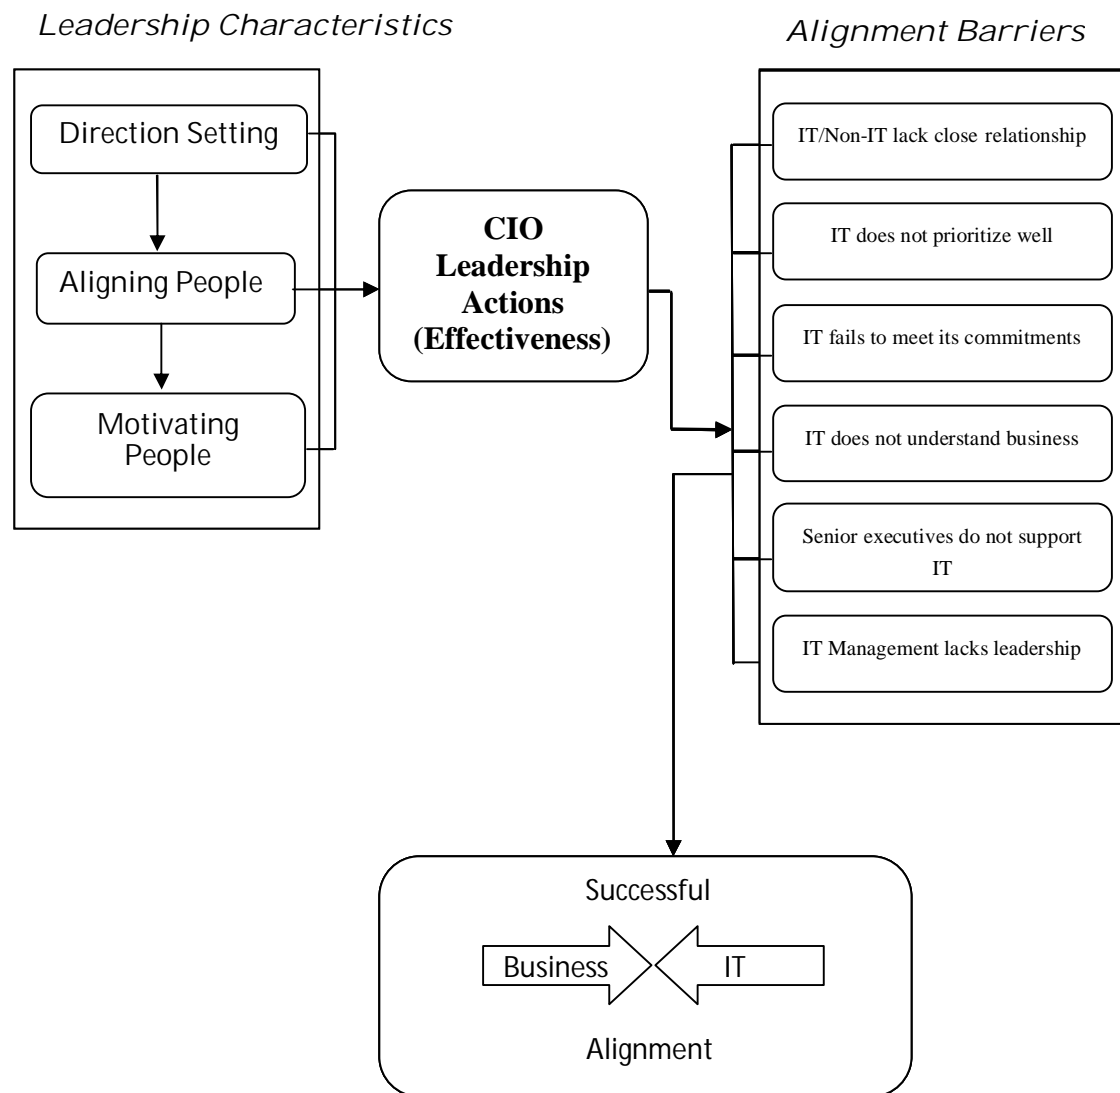 Leadership Characteristics
Direction Setting
Aligning People
Motivating
People
CIO
Leadership
Actions
(Effectiveness)
Alignment Barriers
IT/Non-IT lack close relationship
IT does not prioritize well
IT fails to meet its commitments
IT does not understand business
Senior executives do not support
IT
IT Management lacks leadership
Successful
Business
IT
Alignment